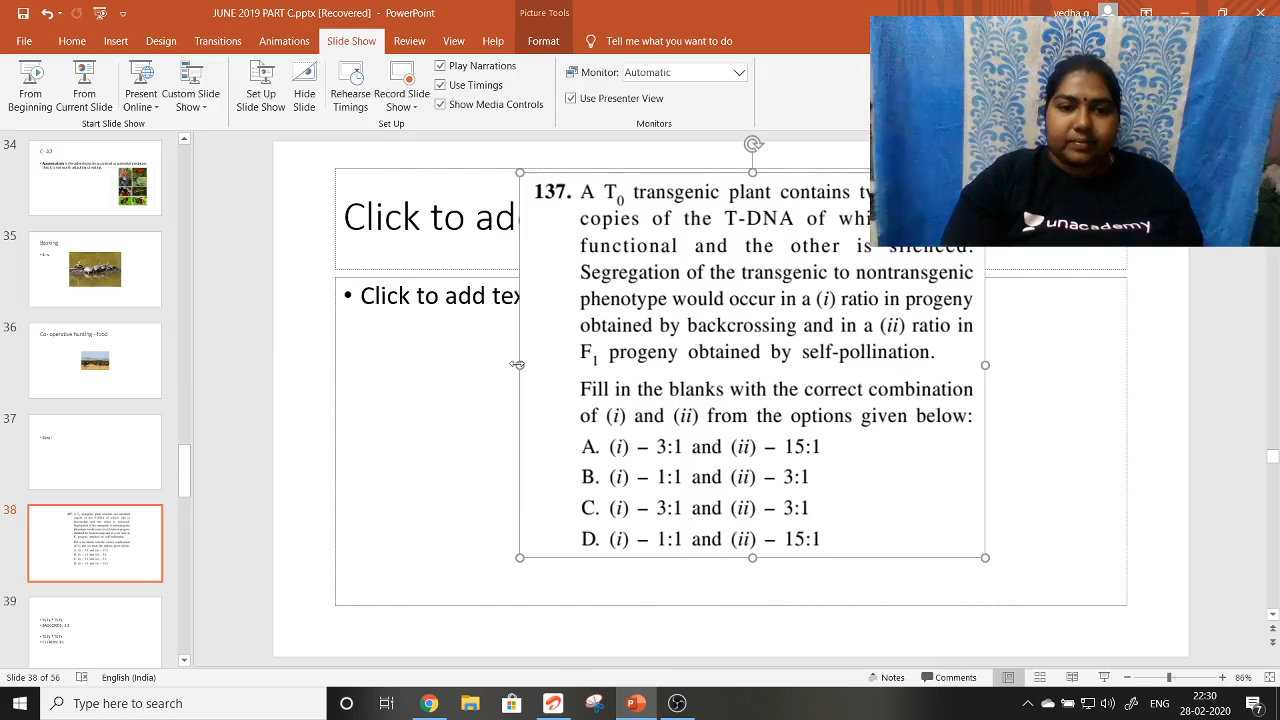 JUNE 2019 PART C.pptx [Protected] - PowerPoint
Picture Tools
File Home Insert Design Transitions Animations Slide Show Review View Help Format Tell me what you want to do
From Beginning
From Current Slide
Present Online
Custom Slide Show
Start Slide Show
Set Up Slide Show
Hide Slide
Rehearse Timings
Record Slide Show
Play Narrations
Use Timings
Show Media Controls
Set Up
Monitor: Automatic
Use Presenter View
Monitors
unacademy
34
35
Basking
36
Co- operative hunting - food
37
38
39
Click to ad
• Click to add tex
137. A T0 transgenic plant contains
copies of the T-DNA of
functional and the other is silenced.
Segregation of the transgenic to nontransgenic
phenotype would occur in a (i) ratio in progeny
obtained by backcrossing and in a (ii) ratio in
F1 progeny obtained by self-pollination.
Fill in the blanks with the correct combination
of (i) and (ii) from the options given below:
A. (i) – 3:1 and (ii) – 15:1
B. (i) – 1:1 and (ii) – 3:1
C. (i) – 3:1 and (ii) – 3:1
D. (i) – 1:1 and (ii) – 15:1
Slide 38 of 56 English (India) Notes Comments 86%
Type here to search
22:30
28-02-2020